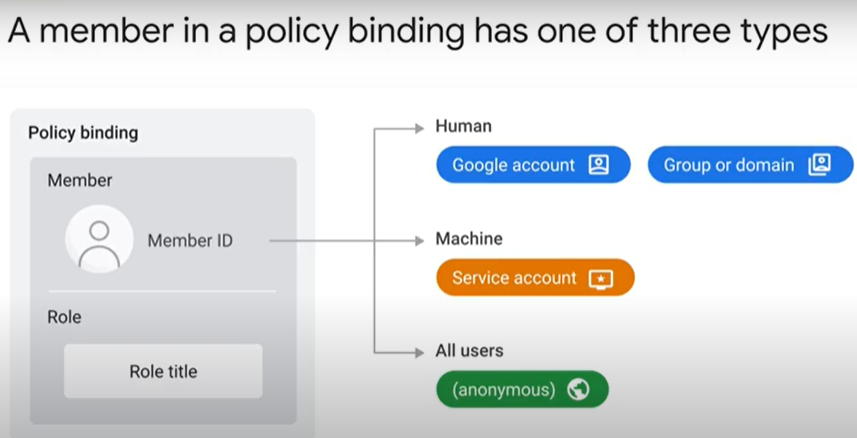 A member in a policy binding has one of three types
Policy binding
Member
Member ID
Role
Role title
Human
Google account
Group or domain
Machine
Service account
All users
(anonymous)